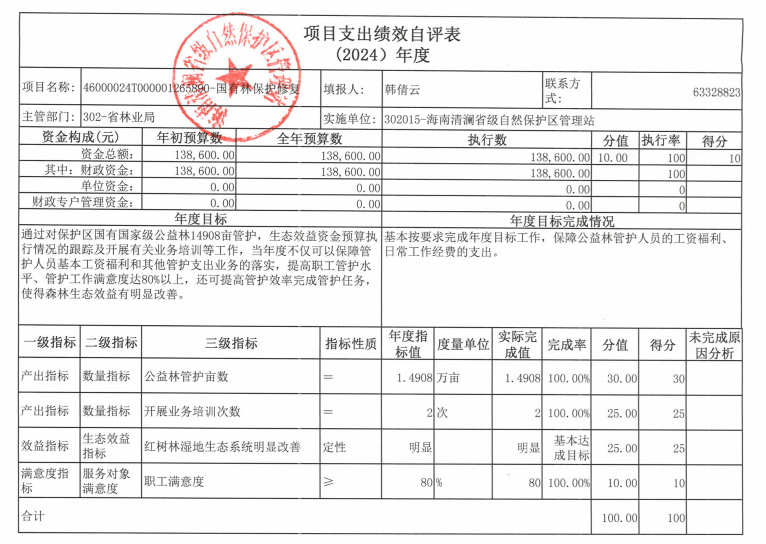 项目支出绩效自评表
(2024）年度
项目名称: 46000024T000001265890-国有林保护修复 填报人: 韩倩云 联系方式: 63328823
主管部门: 302-省林业局 实施单位: 302015-海南清澜省级自然保护区管理站
资金构成(元) 年初预算数 全年预算数 执行数 分值 执行率 得分
资金总额: 138,600.00 138,600.00 138,600.00 10.00 100 10
其中: 财政资金: 138,600.00 138,600.00 138,600.00 100
单位资金: 0.00 0.00 0.00 0
财政专户管理资金: 0.00 0.00 0.00 0
年度目标 年度目标完成情况
通过对保护区国有国家级公益林14908亩管护，生态效益资金预算执
行情况的跟踪及开展有关业务培训等工作，当年度不仅可以保障管
护人员基本工资福利和其他管护支出业务的落实，提高职工管护水
平、管护工作满意度达80%以上，还可提高管护效率完成管护任务，
使得森林生态效益有明显改善。
基本按要求完成年度目标工作，保障公益林管护人员的工资福利、
日常工作经费的支出。
一级指标 二级指标 三级指标 指标性质 年度指标值 度量单位 实际完成值 完成率 分值 得分 未完成原因分析
产出指标 数量指标 公益林管护亩数 ＝ 1.4908 万亩 1.4908 100.00% 30.00 30
产出指标 数量指标 开展业务培训次数 ＝ 2 次 2 100.00% 25.00 25
效益指标 生态效益指标 红树林湿地生态系统明显改善 定性 明显 明显 基本达成目标 25.00 25
满意度指标 服务对象满意度 职工满意度 ≥ 80 % 80 100.00% 10.00 10
合计 100.00 100
海南清澜省级自然保护区管理站